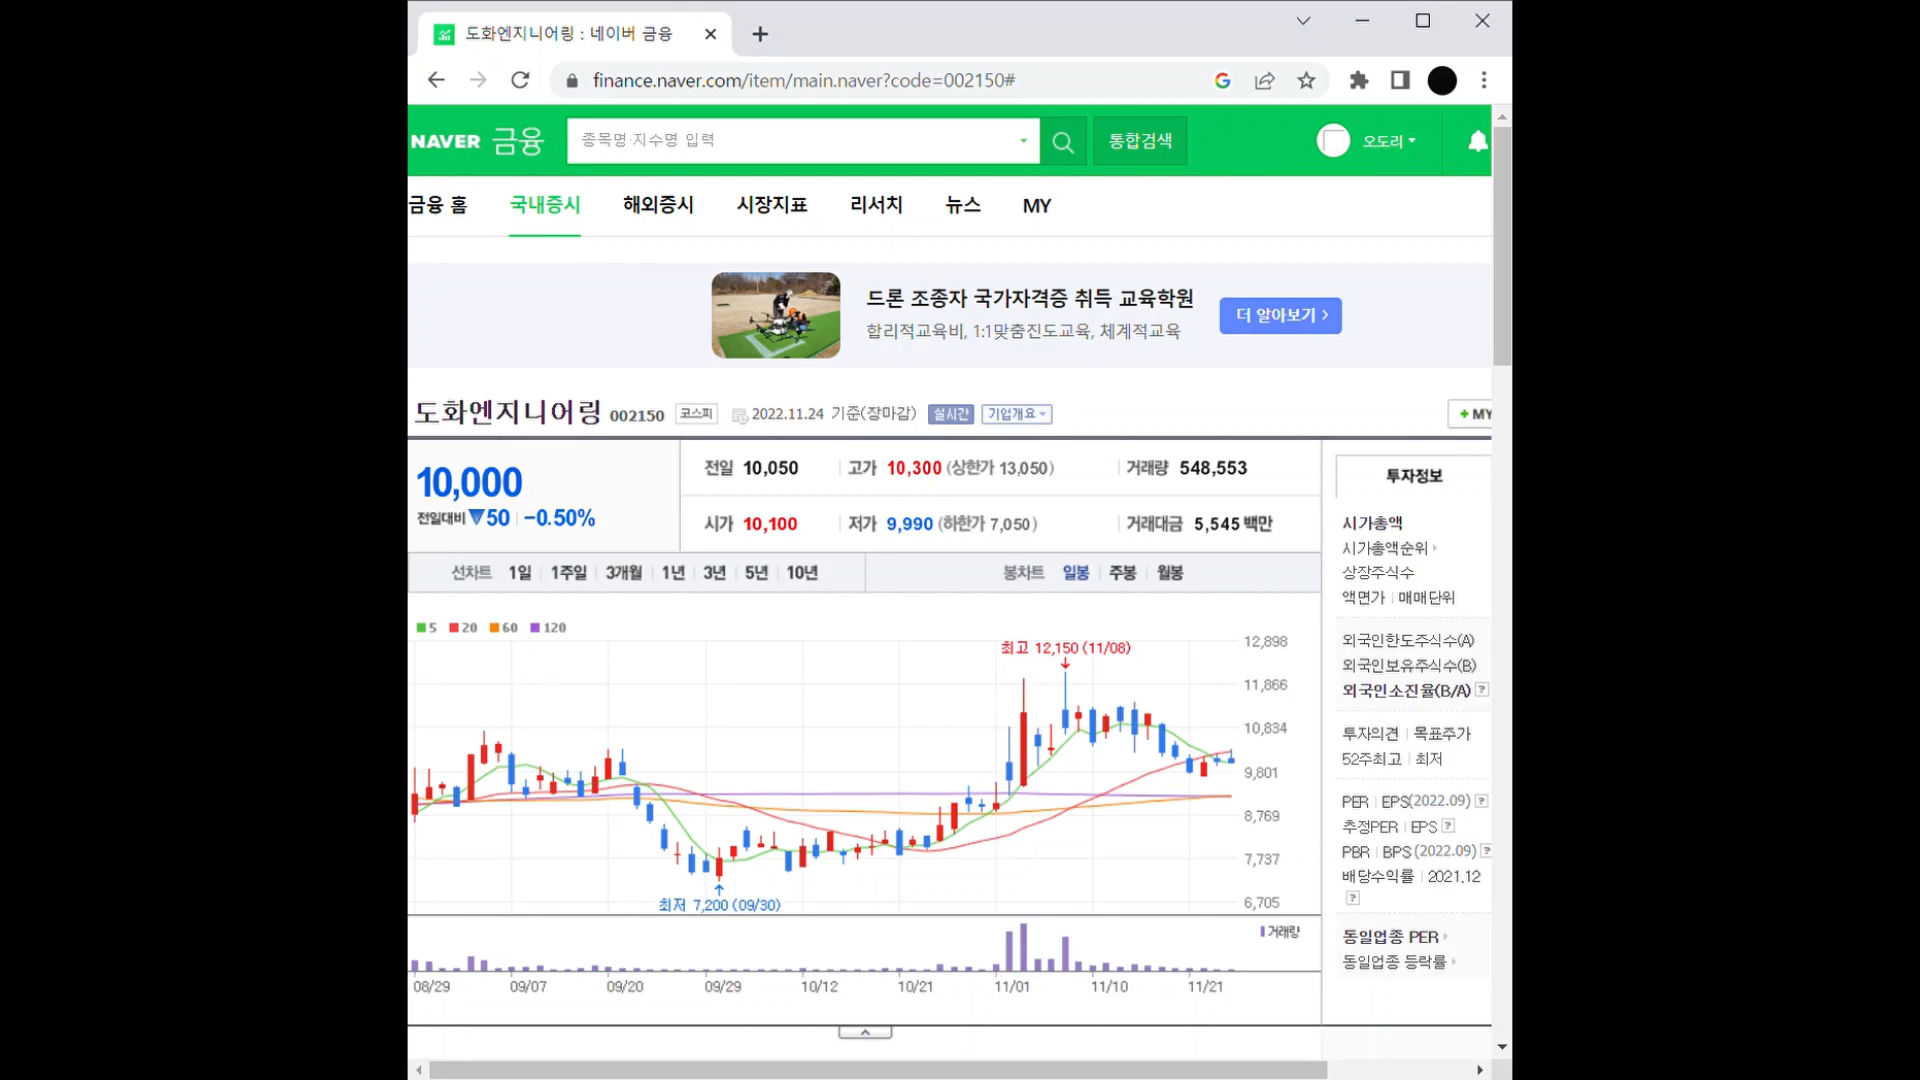 도화엔지니어링 : 네이버 금융
finance.naver.com/item/main.naver?code=002150#
NAVER 금융 종목명·지수명 입력 통합검색 오도리
금융 홈 국내증시 해외증시 시장지표 리서치 뉴스 MY
드론 조종자 국가자격증 취득 교육학원
합리적교육비, 1:1맞춤진도교육, 체계적교육
더 알아보기 >
도화엔지니어링 002150 코스피 2022.11.24 기준(장마감) 실시간 기업개요 + MY
10,000
전일대비 ▼50 -0.50%
전일 10,050 고가 10,300 (상한가 13,050) 거래량 548,553
시가 10,100 저가 9,990 (하한가 7,050) 거래대금 5,545 백만
선차트 1일 1주일 3개월 1년 3년 5년 10년 봉차트 일봉 주봉 월봉
5 20 60 120
최고 12,150 (11/08)
12,898
11,866
10,834
9,801
8,769
7,737
6,705
최저 7,200 (09/30)
거래량
08/29 09/07 09/20 09/29 10/12 10/21 11/01 11/10 11/21
투자정보
시가총액
시가총액순위
상장주식수
액면가 매매단위
외국인한도주식수(A)
외국인보유주식수(B)
외국인소진율(B/A) ?
투자의견 목표주가
52주최고 최저
PER EPS(2022.09) ?
추정PER EPS ?
PBR BPS(2022.09) ?
배당수익률 2021.12
?
동일업종 PER
동일업종 등락률